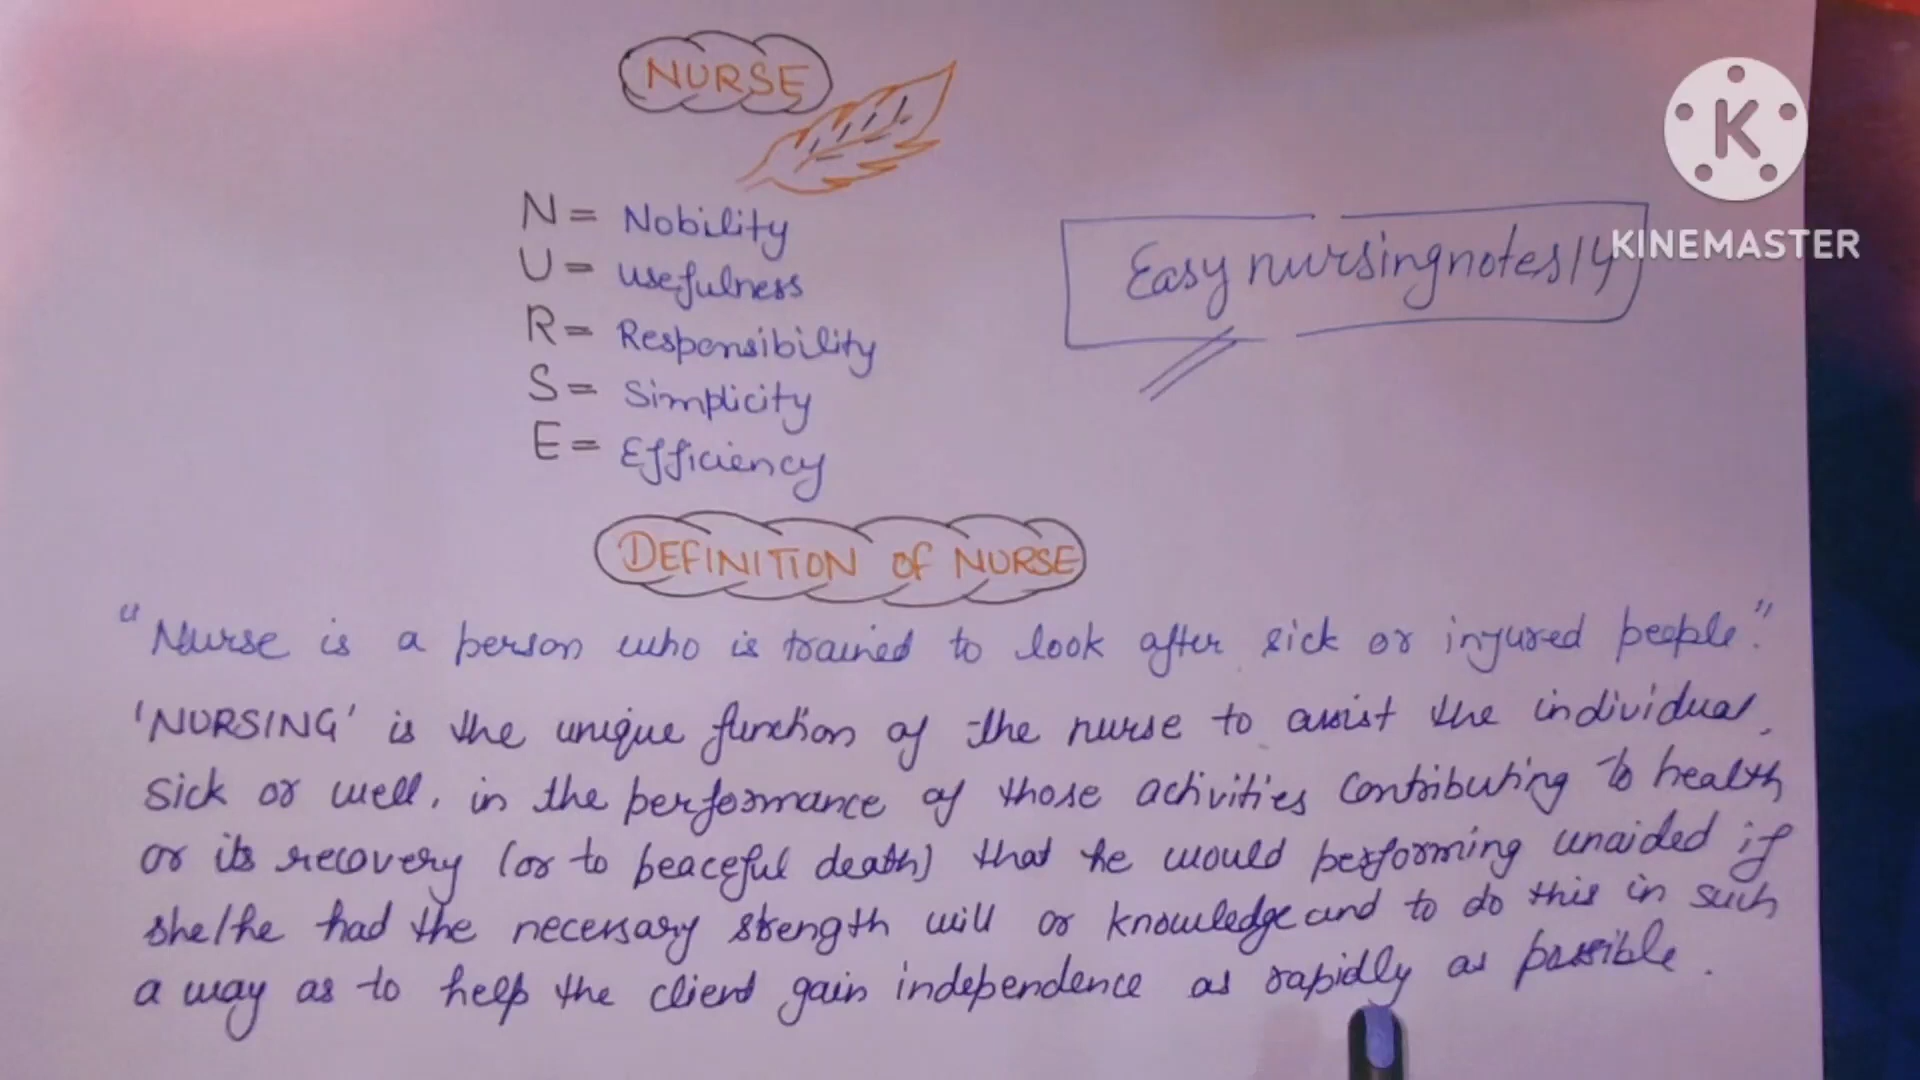 NURSE
N = Nobility
U = usefulness
R = Responsibility
S = Simplicity
E = Efficiency
Easy nursingnotes14
KINEMASTER
DEFINITION Of NURSE
"Nurse is a person who is trained to look after sick or injured people."
'NURSING' is the unique function of the nurse to assist the individual,
sick or well, in the performance of those activities contributing to health
or its recovery (or to peaceful death) that he would performing unaided if
she/he had the necessary strength will or knowledge and to do this in such
a way as to help the client gain independence as rapidly as possible.